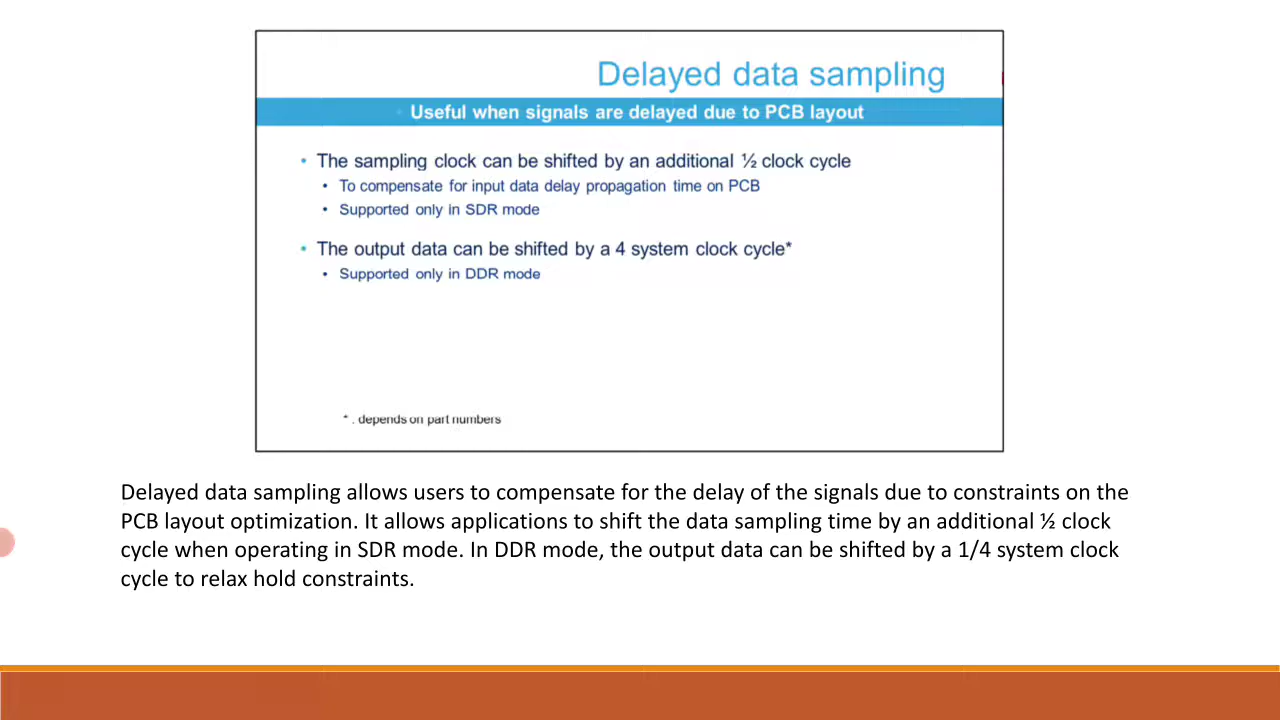 Delayed data sampling
Useful when signals are delayed due to PCB layout
• The sampling clock can be shifted by an additional ½ clock cycle
• To compensate for input data delay propagation time on PCB
• Supported only in SDR mode
• The output data can be shifted by a 4 system clock cycle*
• Supported only in DDR mode
* . depends on part numbers
Delayed data sampling allows users to compensate for the delay of the signals due to constraints on the
PCB layout optimization. It allows applications to shift the data sampling time by an additional ½ clock
cycle when operating in SDR mode. In DDR mode, the output data can be shifted by a 1/4 system clock
cycle to relax hold constraints.